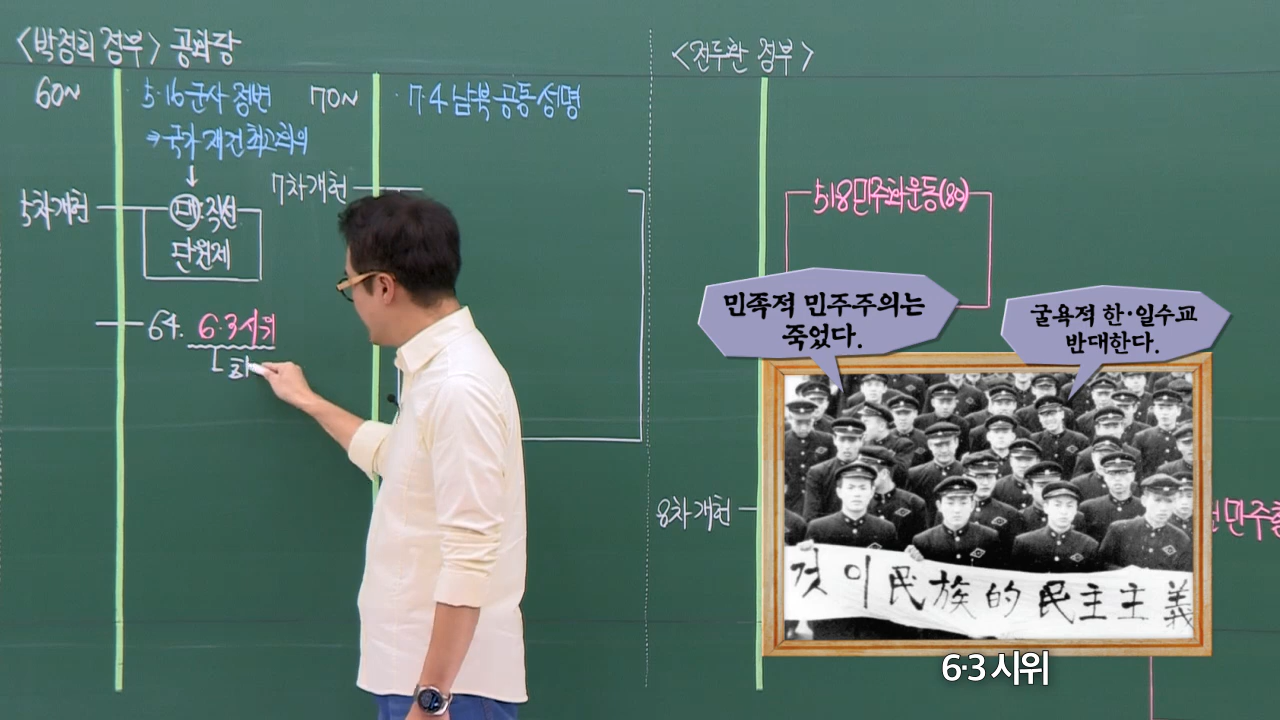 <박정희 정부> 공화당
60~
5·16 군사 정변
→ 국가 재건 최고 회의
5차 개헌
대 직선
단원제
64. 6·3 시위
70~
· 7·4 남북 공동 성명
7차 개헌
<전두환 정부>
5·18 민주화 운동(80)
8차 개헌
민주
민족적 민주주의는
죽었다.
굴욕적 한·일수교
반대한다.
것이 民族的 民主主義
6·3 시위